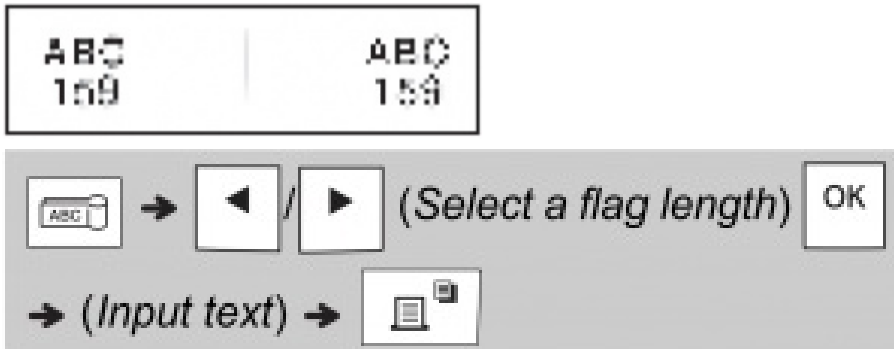 ABC ABC
159 159
ABC → ◀/▶ (Select a flag length) OK
→ (Input text) →